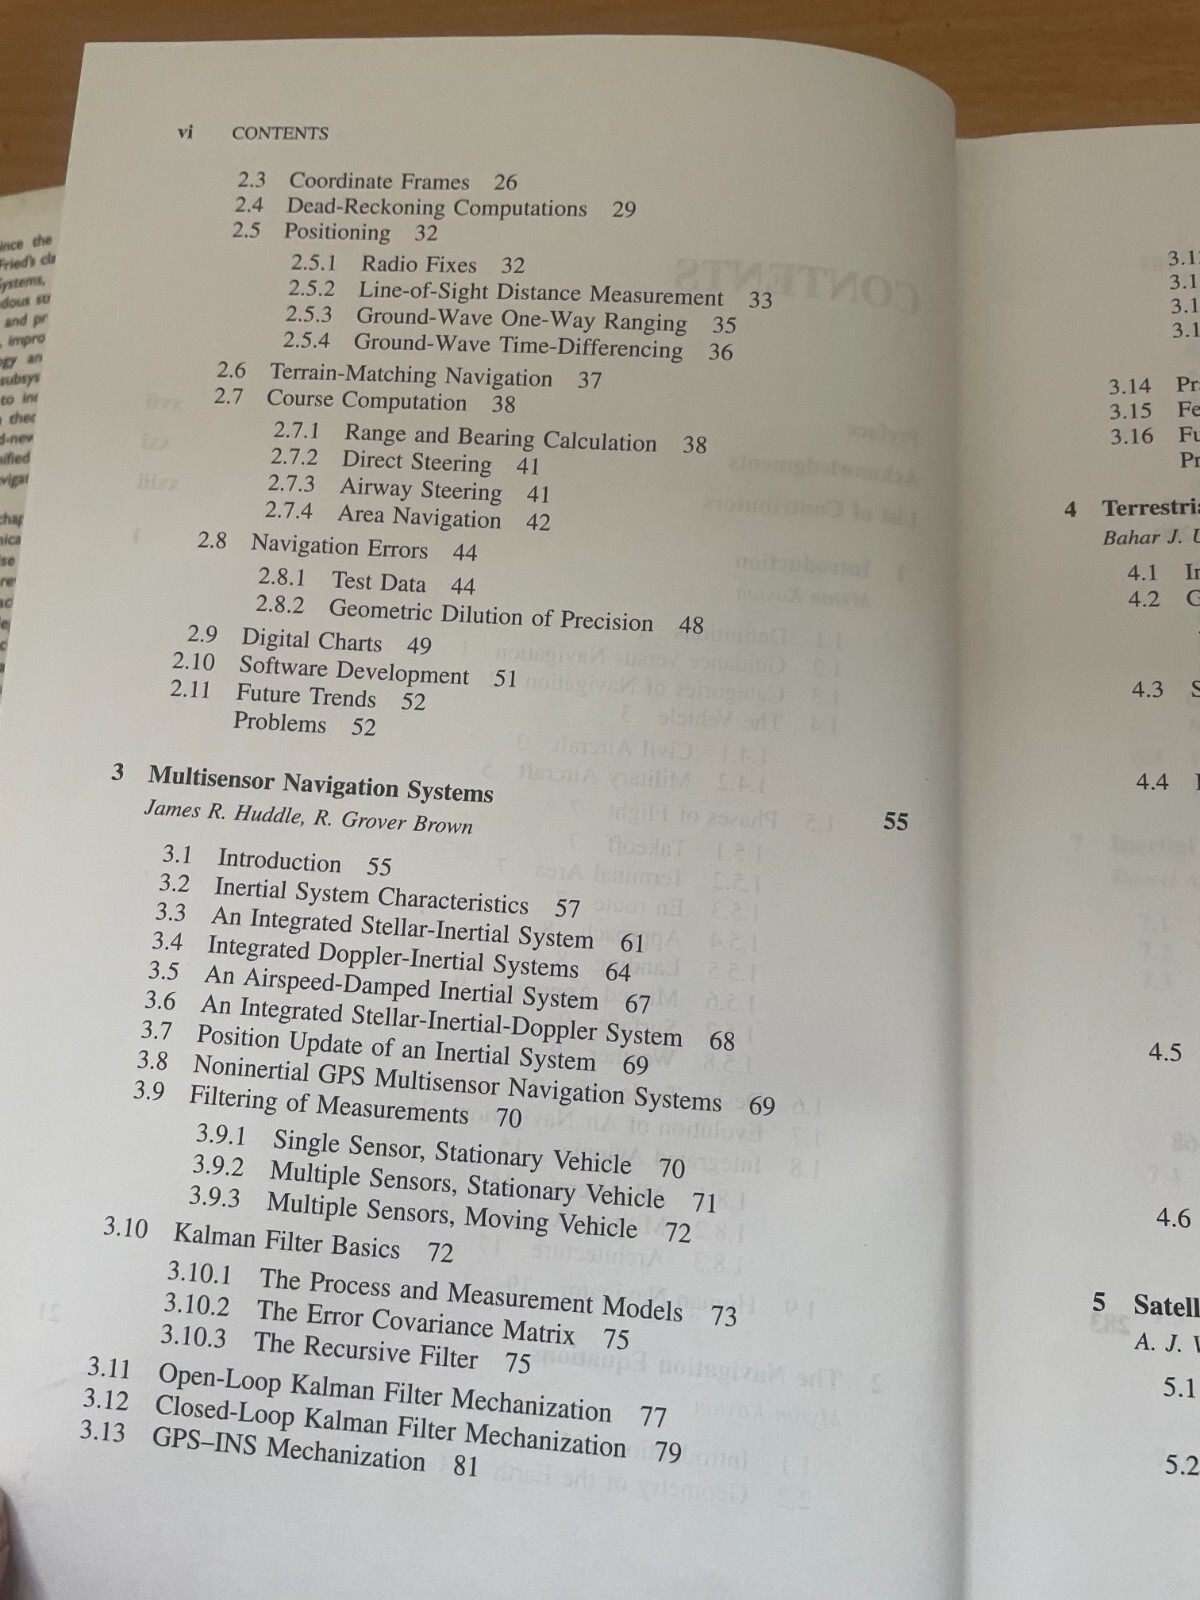 vi CONTENTS
2.3 Coordinate Frames 26
2.4 Dead-Reckoning Computations 29
2.5 Positioning 32
2.5.1 Radio Fixes 32
2.5.2 Line-of-Sight Distance Measurement 33
2.5.3 Ground-Wave One-Way Ranging 35
2.5.4 Ground-Wave Time-Differencing 36
2.6 Terrain-Matching Navigation 37
2.7 Course Computation 38
2.7.1 Range and Bearing Calculation 38
2.7.2 Direct Steering 41
2.7.3 Airway Steering 41
2.7.4 Area Navigation 42
2.8 Navigation Errors 44
2.8.1 Test Data 44
2.8.2 Geometric Dilution of Precision 48
2.9 Digital Charts 49
2.10 Software Development 51
2.11 Future Trends 52
Problems 52
3 Multisensor Navigation Systems 55
James R. Huddle, R. Grover Brown
3.1 Introduction 55
3.2 Inertial System Characteristics 57
3.3 An Integrated Stellar-Inertial System 61
3.4 Integrated Doppler-Inertial Systems 64
3.5 An Airspeed-Damped Inertial System 67
3.6 An Integrated Stellar-Inertial-Doppler System 68
3.7 Position Update of an Inertial System 69
3.8 Noninertial GPS Multisensor Navigation Systems 69
3.9 Filtering of Measurements 70
3.9.1 Single Sensor, Stationary Vehicle 70
3.9.2 Multiple Sensors, Stationary Vehicle 71
3.9.3 Multiple Sensors, Moving Vehicle 72
3.10 Kalman Filter Basics 72
3.10.1 The Process and Measurement Models 73
3.10.2 The Error Covariance Matrix 75
3.10.3 The Recursive Filter 75
3.11 Open-Loop Kalman Filter Mechanization 77
3.12 Closed-Loop Kalman Filter Mechanization 79
3.13 GPS–INS Mechanization 81
3.14
3.15
3.16
4
Bahar J.
4.1
4.2
4.3
4.4
4.5
4.6
5
A. J.
5.1
5.2